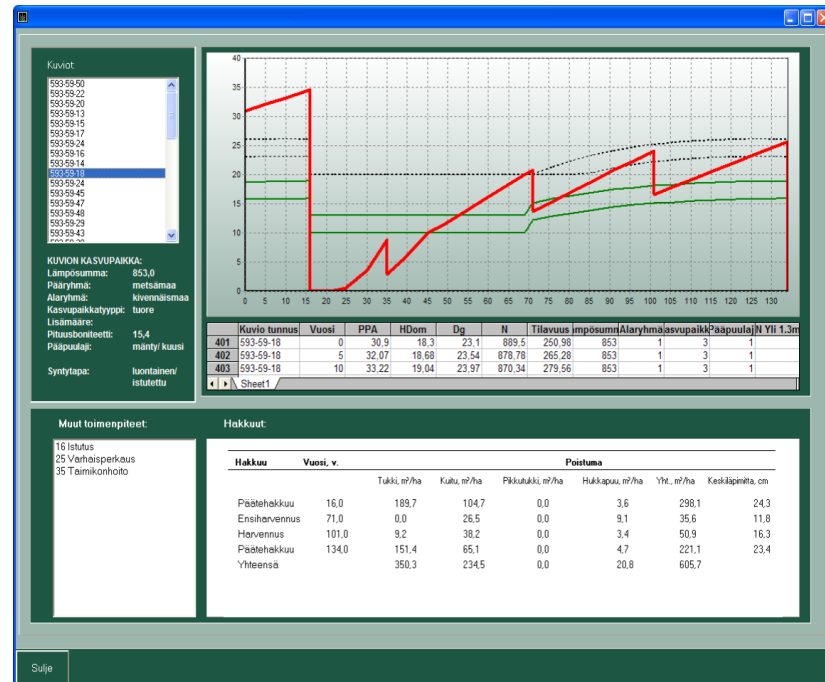 Kuviot
593-59-50
593-59-22
593-59-20
593-59-13
593-59-15
593-59-17
593-59-24
593-59-16
593-59-14
593-59-18
593-59-24
593-59-45
593-59-47
593-59-48
593-59-29
593-59-43
KUVION KASVUPAIKKA:
Lämpösumma: 853,0
Pääryhmä: metsämaa
Alaryhmä: kivennäismaa
Kasvupaikkatyyppi: tuore
Lisämääre:
Pituusboniteetti: 15,4
Pääpuulaji: mänty/ kuusi
Syntytapa: luontainen/
istutettu
40
35
30
25
20
15
10
5
0
0 5 10 15 20 25 30 35 40 45 50 55 60 65 70 75 80 85 90 95 100 105 110 115 120 125 130
Kuvio tunnus Vuosi PPA HDom Dg N Tilavuus mpösumn Alaryhmä asvupaikk Pääpuulaj N Yli 1.3m
401 593-59-18 0 30,9 18,3 23,1 889,5 250,98 853 1 3 1
402 593-59-18 5 32,07 18,68 23,54 878,78 265,28 853 1 3 1
403 593-59-18 10 33,22 19,04 23,97 870,34 279,56 853 1 3 1
Sheet1
Muut toimenpiteet:
16 Istutus
25 Varhaisperkaus
35 Taimikonhoito
Hakkuut:
Hakkuu Vuosi, v. Poistuma
Tukki, m³/ha Kuitu, m³/ha Pikkutukki, m³/ha Hukkapuu, m³/ha Yht., m³/ha Keskiläpimitta, cm
Päätehakkuu 16,0 189,7 104,7 0,0 3,6 298,1 24,3
Ensiharvennus 71,0 0,0 26,5 0,0 9,1 35,6 11,8
Harvennus 101,0 9,2 38,2 0,0 3,4 50,9 16,3
Päätehakkuu 134,0 151,4 65,1 0,0 4,7 221,1 23,4
Yhteensä 350,3 234,5 0,0 20,8 605,7
Sulje